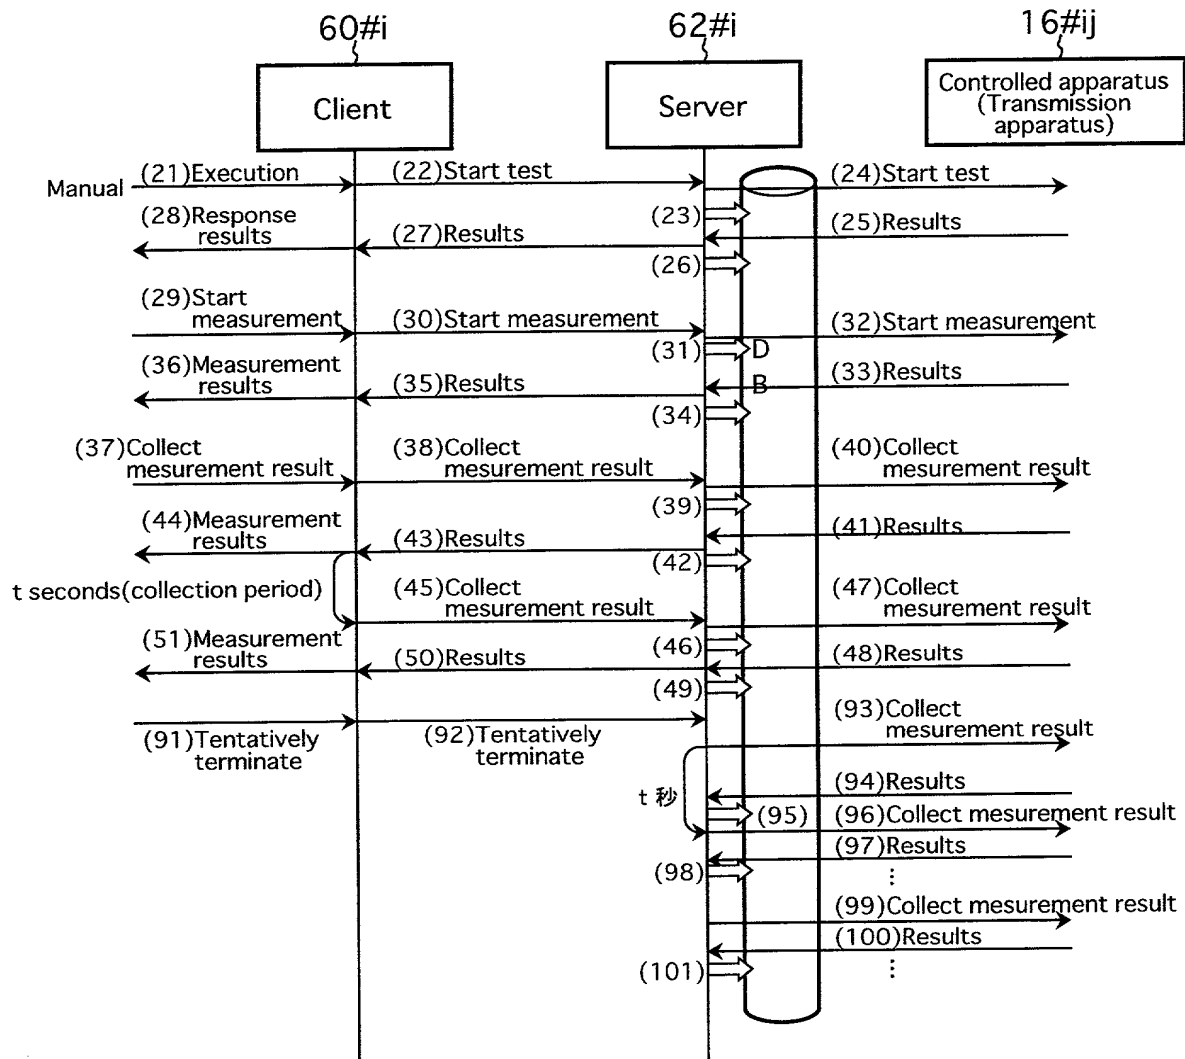 60#i
62#i
16#ij
Client
Server
Controlled apparatus
(Transmission
apparatus)
Manual
(21)Execution
(22)Start test
(24)Start test
(23)
(28)Response
results
(27)Results
(25)Results
(26)
(29)Start
measurement
(30)Start measurement
(32)Start measurement
(31)
D
(36)Measurement
results
(35)Results
B
(33)Results
(34)
(37)Collect
mesurement result
(38)Collect
mesurement result
(40)Collect
mesurement result
(39)
(44)Measurement
results
(43)Results
(41)Results
(42)
t seconds(collection period)
(45)Collect
mesurement result
(47)Collect
mesurement result
(46)
(51)Measurement
results
(50)Results
(48)Results
(49)
(91)Tentatively
terminate
(92)Tentatively
terminate
(93)Collect
mesurement result
(94)Results
t 秒
(95)
(96)Collect mesurement result
(97)Results
(98)
⋮
(99)Collect mesurement result
(100)Results
(101)
⋮